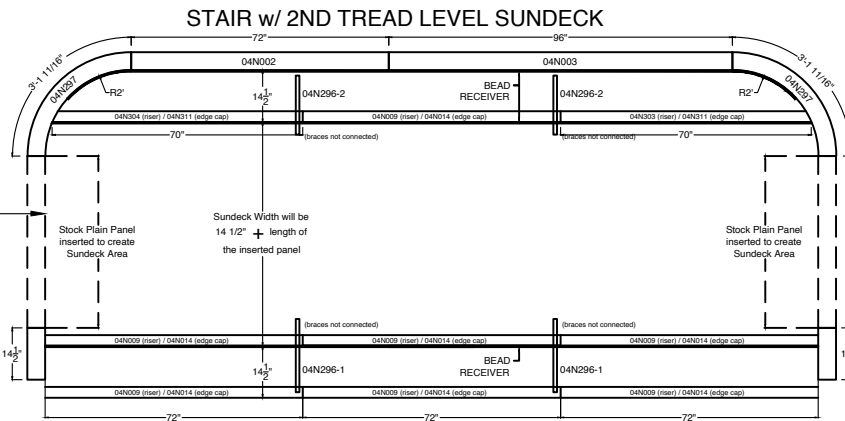 STAIR w/ 2ND TREAD LEVEL SUNDECK
72"
96"
3'-1 11/16"
3'-1 11/16"
04N002
04N003
04N297
04N297
R2'
R2'
14 1/2"
04N296-2
BEAD
RECEIVER
04N296-2
04N304 (riser) / 04N311 (edge cap)
04N009 (riser) / 04N014 (edge cap)
04N303 (riser) / 04N311 (edge cap)
70"
(braces not connected)
(braces not connected)
70"
Stock Plain Panel
inserted to create
Sundeck Area
Sundeck Width will be
14 1/2" + length of
the inserted panel
Stock Plain Panel
inserted to create
Sundeck Area
(braces not connected)
(braces not connected)
04N009 (riser) / 04N014 (edge cap)
04N009 (riser) / 04N014 (edge cap)
04N009 (riser) / 04N014 (edge cap)
14 1/2"
14 1/2"
04N296-1
BEAD
RECEIVER
04N296-1
04N009 (riser) / 04N014 (edge cap)
04N009 (riser) / 04N014 (edge cap)
04N009 (riser) / 04N014 (edge cap)
72"
72"
72"